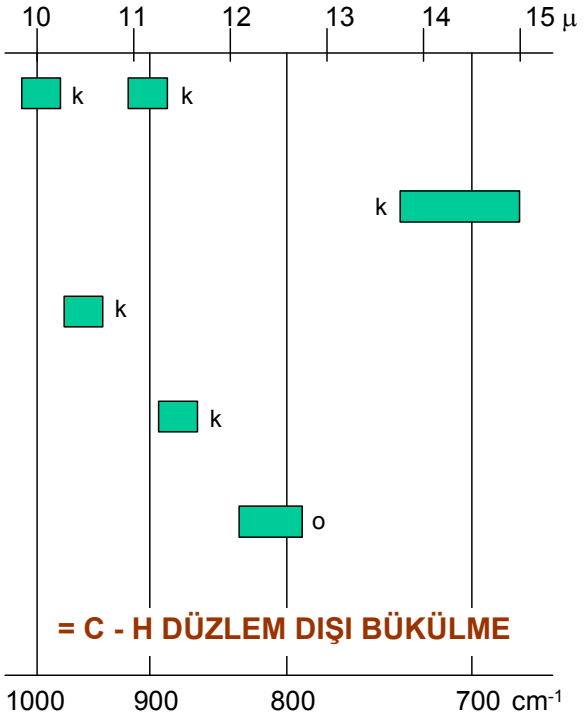 10 11 12 13 14 15 μ
k k
k
k
k
o
= C - H DÜZLEM DIŞI BÜKÜLME
1000 900 800 700 cm-1